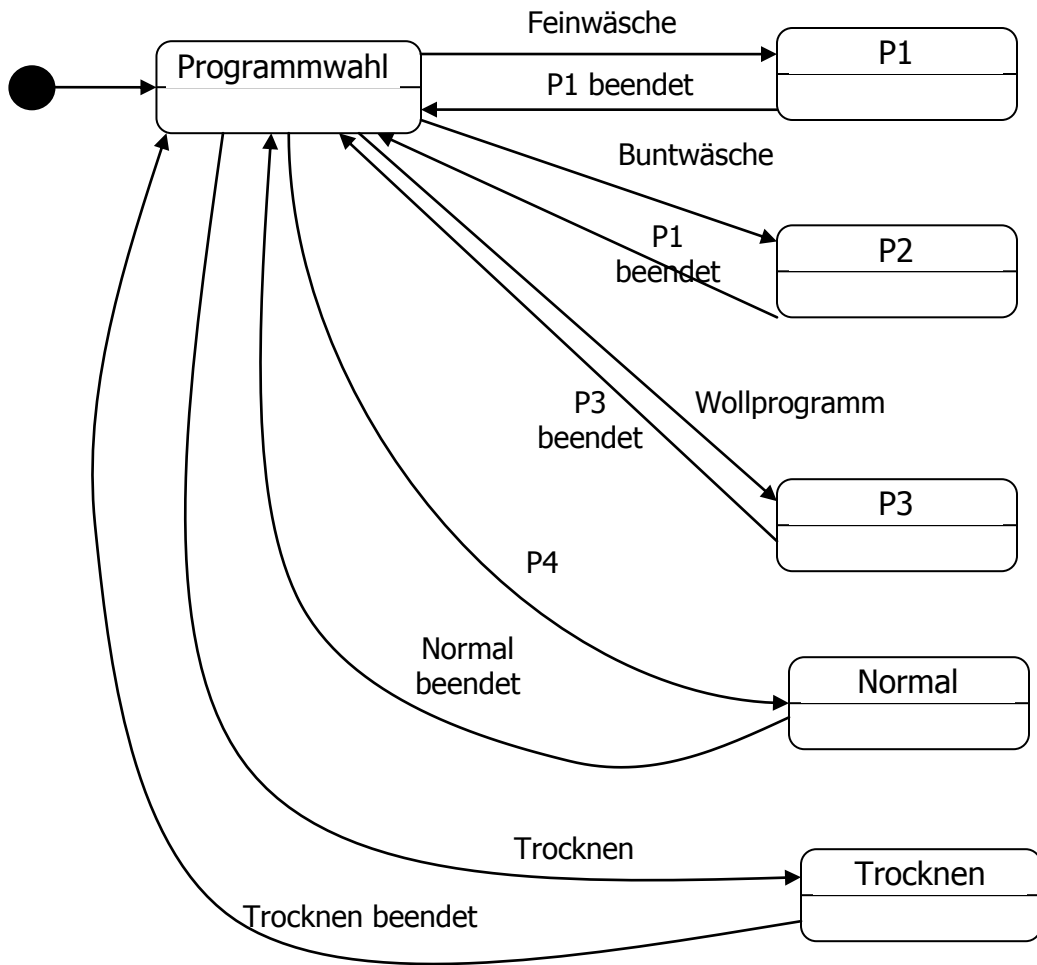 Feinwäsche
Programmwahl
P1
P1 beendet
Buntwäsche
P1
beendet
P2
Wollprogramm
P3
beendet
P3
P4
Normal
beendet
Normal
Trocknen
Trocknen
Trocknen beendet